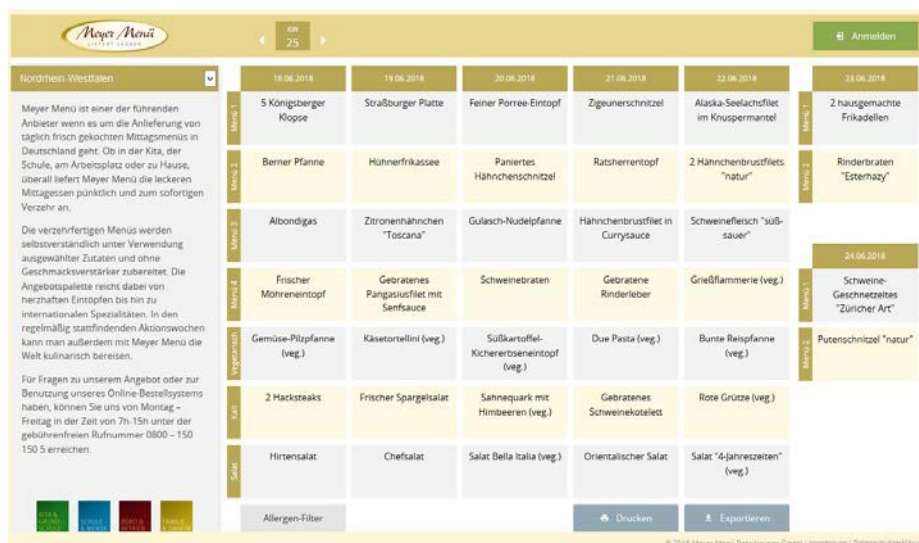 Meyer Menü
LIEFERT LECKER
KW
25
Anmelden
Nordrhein-Westfalen
Meyer Menü ist einer der führenden
Anbieter wenn es um die Anlieferung von
täglich frisch gekochten Mittagsmenüs in
Deutschland geht. Ob in der Kita, der
Schule, am Arbeitsplatz oder zu Hause,
überall liefert Meyer Menü die leckeren
Mittagessen pünktlich und zum sofortigen
Verzehr an.
Die verzehrfertigen Menüs werden
selbstverständlich unter Verwendung
ausgewählter Zutaten und ohne
Geschmacksverstärker zubereitet. Die
Angebotspalette reicht dabei von
herzhaften Eintöpfen bis hin zu
internationalen Spezialitäten. In den
regelmäßig stattfindenden Aktionswochen
kann man außerdem mit Meyer Menü die
Welt kulinarisch bereisen.
Für Fragen zu unserem Angebot oder zur
Benutzung unseres Online-Bestellsystems
haben, können Sie uns von Montag –
Freitag in der Zeit von 7h-15h unter der
gebührenfreien Rufnummer 0800 – 150
150 5 erreichen.
KITA &
GRUND-
SCHULE
SCHULE
& MENSA
BÜRO &
BETRIEB
FAMILIE
& DAHEIM
18.06.2018 19.06.2018 20.06.2018 21.06.2018 22.06.2018
Menü 1
5 Königsberger
Klopse
Straßburger Platte
Feiner Porree-Eintopf
Zigeunerschnitzel
Alaska-Seelachsfilet
im Knuspermantel
Menü 2
Berner Pfanne
Hühnerfrikassee
Paniertes
Hähnchenschnitzel
Ratsherrentopf
2 Hähnchenbrustfilets
"natur"
Menü 3
Albondigas
Zitronenhähnchen
"Toscana"
Gulasch-Nudelpfanne
Hähnchenbrustfilet in
Currysauce
Schweinefleisch "süß-
sauer"
Menü 4
Frischer
Möhreneintopf
Gebratenes
Pangasiusfilet mit
Senfsauce
Schweinebraten
Gebratene
Rinderleber
Grießflammerie (veg.)
Vegetarisch
Gemüse-Pilzpfanne
(veg.)
Käsetortellini (veg.)
Süßkartoffel-
Kichererbseneintopf
(veg.)
Due Pasta (veg.)
Bunte Reispfanne
(veg.)
Kalt
2 Hacksteaks
Frischer Spargelsalat
Sahnequark mit
Himbeeren (veg.)
Gebratenes
Schweinekotelett
Rote Grütze (veg.)
Salat
Hirtensalat
Chefsalat
Salat Bella Italia (veg.)
Orientalischer Salat
Salat "4-Jahreszeiten"
(veg.)
Allergen-Filter
Drucken
Exportieren
23.06.2018
Menü 1
2 hausgemachte
Frikadellen
Menü 2
Rinderbraten
"Esterhazy"
24.06.2018
Menü 1
Schweine-
Geschnetzeltes
"Züricher Art"
Menü 2
Putenschnitzel "natur"